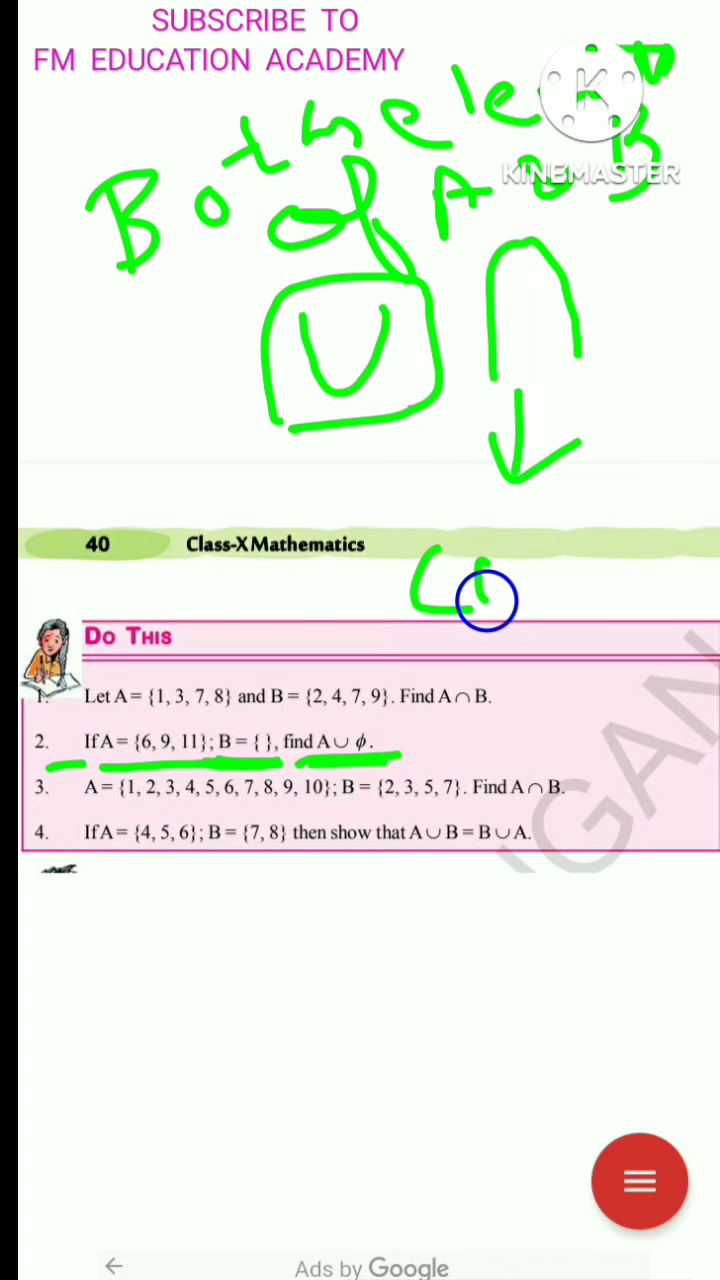 SUBSCRIBE TO
FM EDUCATION ACADEMY
K
KINEMASTER
Both ele
of A & B
U
∩
40 Class-X Mathematics
DO THIS
1. Let A = {1, 3, 7, 8} and B = {2, 4, 7, 9}. Find A ∩ B.
2. If A = {6, 9, 11}; B = { }, find A ∪ ϕ.
3. A = {1, 2, 3, 4, 5, 6, 7, 8, 9, 10}; B = {2, 3, 5, 7}. Find A ∩ B.
4. If A = {4, 5, 6}; B = {7, 8} then show that A ∪ B = B ∪ A.
Ads by Google